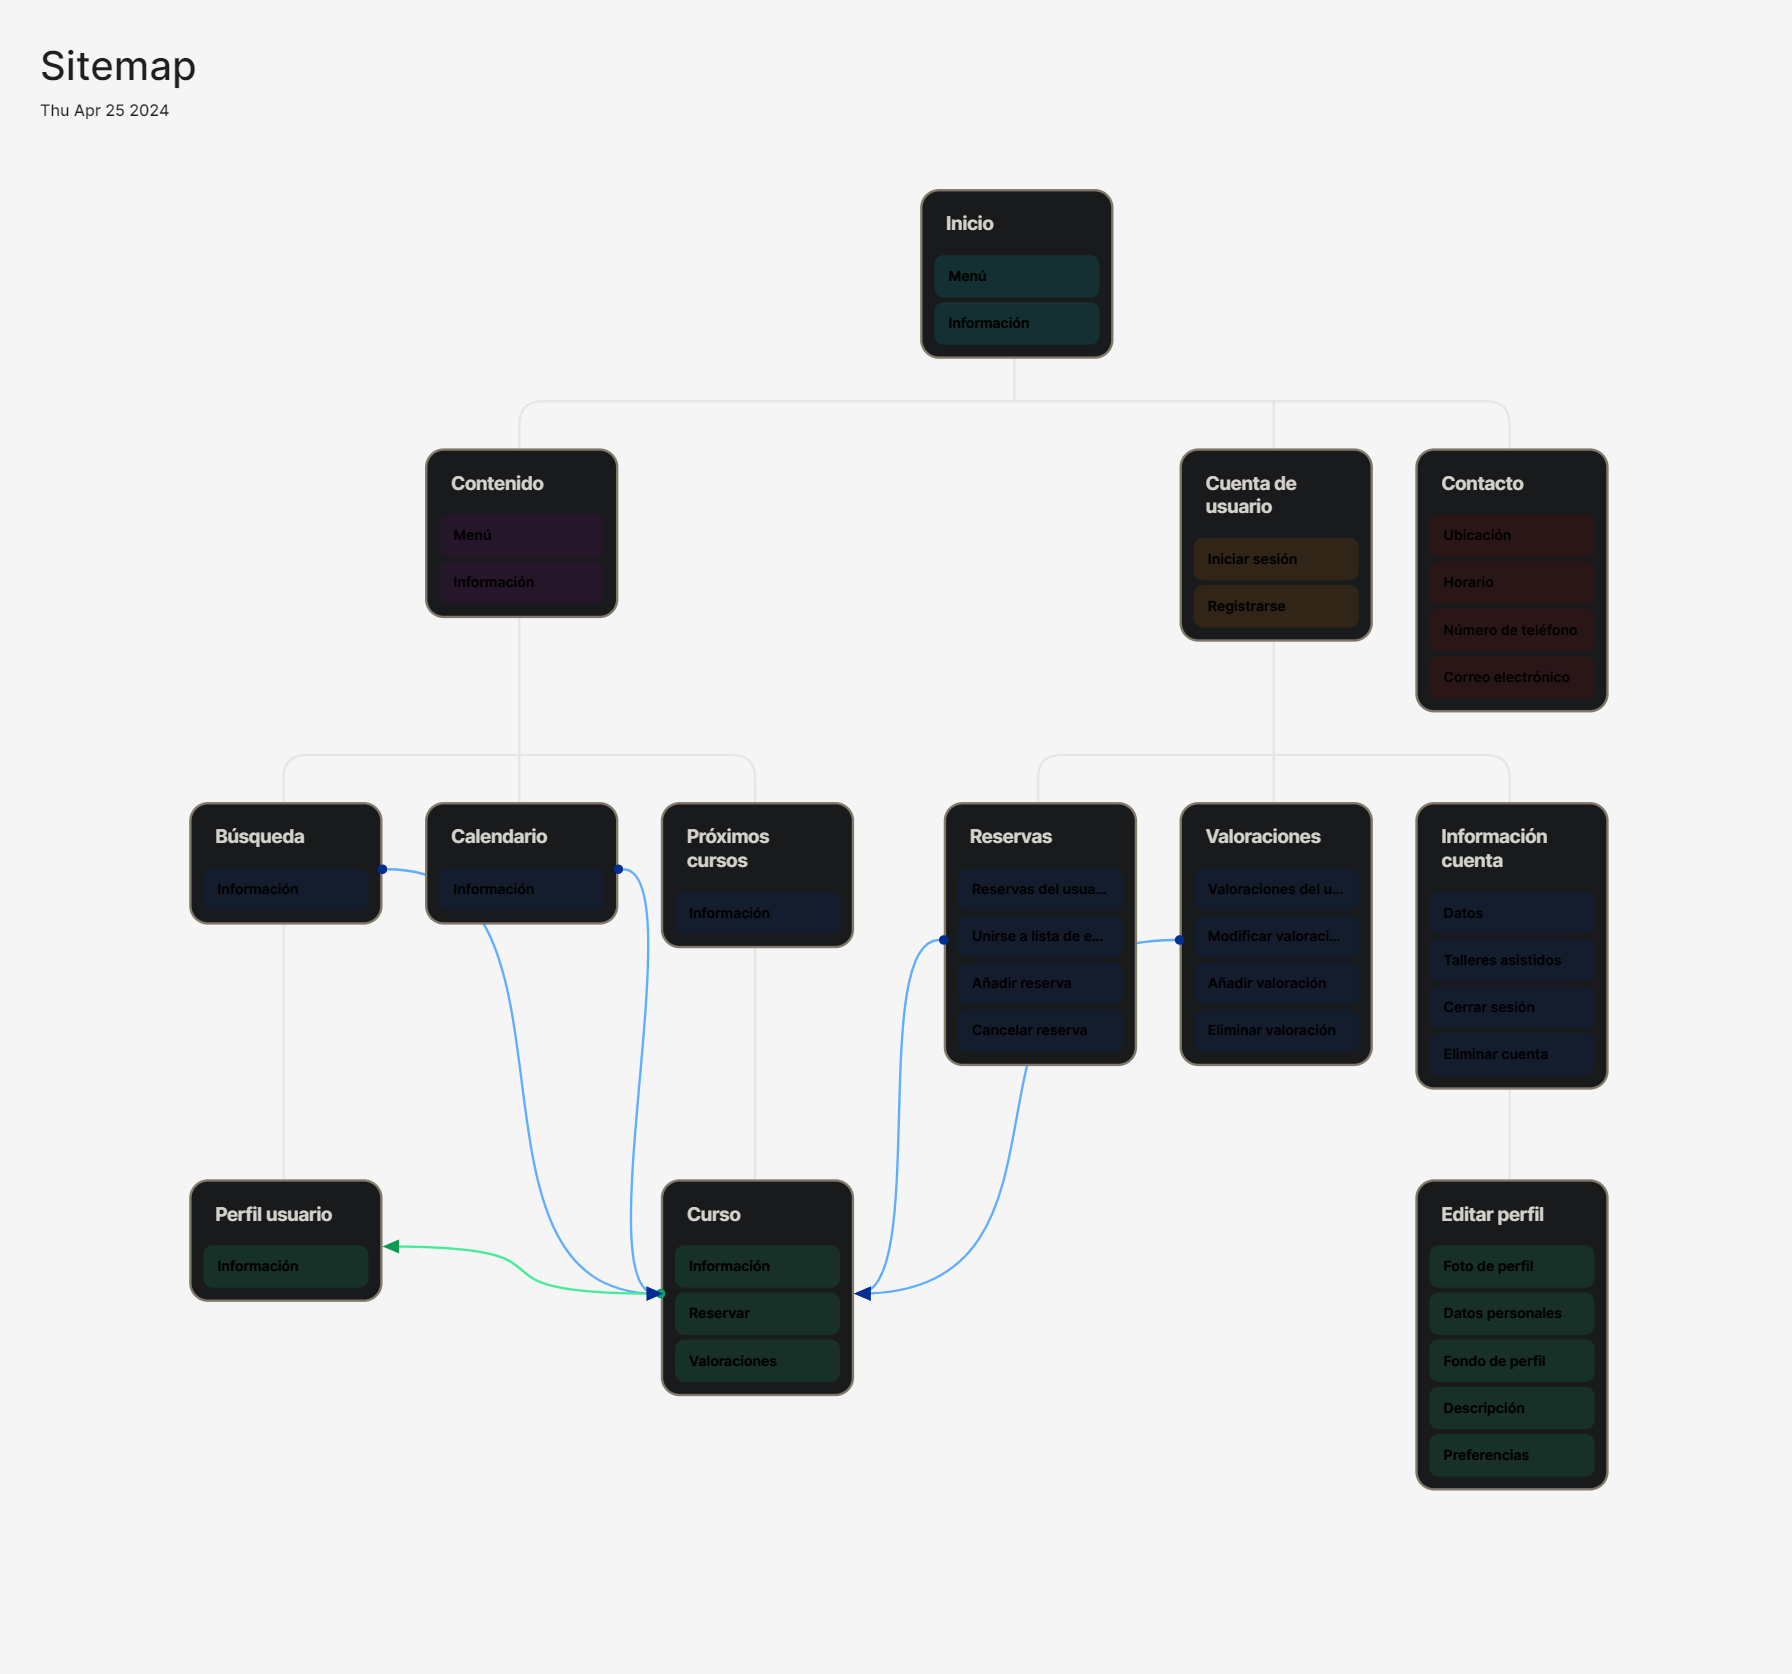 Sitemap
Thu Apr 25 2024
Inicio
Menú
Información
Contenido
Menú
Información
Cuenta de
usuario
Iniciar sesión
Registrarse
Contacto
Ubicación
Horario
Número de teléfono
Correo electrónico
Búsqueda
Información
Calendario
Información
Próximos
cursos
Información
Reservas
Reservas del usua...
Unirse a lista de e...
Añadir reserva
Cancelar reserva
Valoraciones
Valoraciones del u...
Modificar valoraci...
Añadir valoración
Eliminar valoración
Información
cuenta
Datos
Talleres asistidos
Cerrar sesión
Eliminar cuenta
Perfil usuario
Información
Curso
Información
Reservar
Valoraciones
Editar perfil
Foto de perfil
Datos personales
Fondo de perfil
Descripción
Preferencias